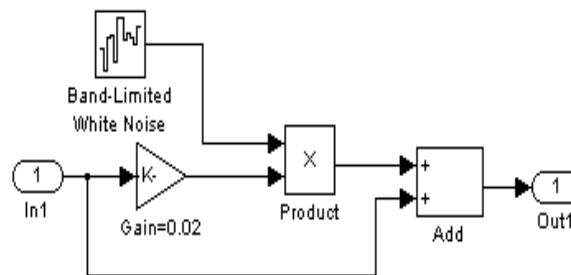 Band-Limited
White Noise
1
In1
K-
Gain=0.02
X
Product
+
+
Add
1
Out1